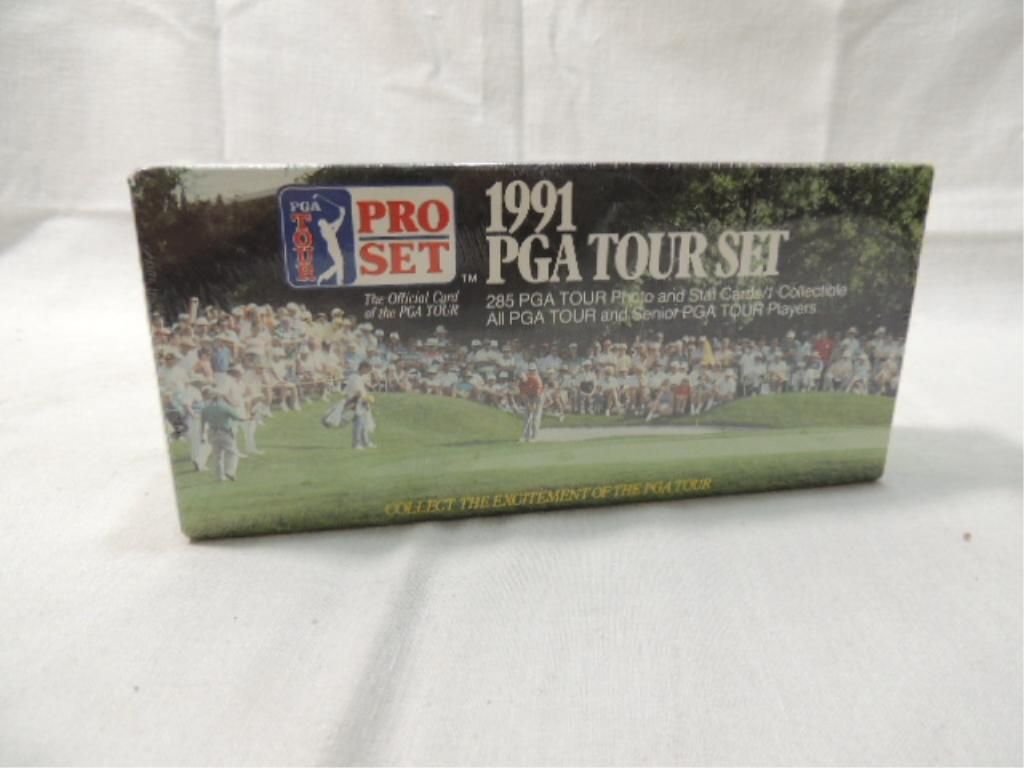 PGA
TOUR
PRO
SET
™
The Official Card
of the PGA TOUR
1991
PGA TOUR SET
285 PGA TOUR Photo and Stat Cards/1 Collectible
All PGA TOUR and Senior PGA TOUR Players
COLLECT THE EXCITEMENT OF THE PGA TOUR